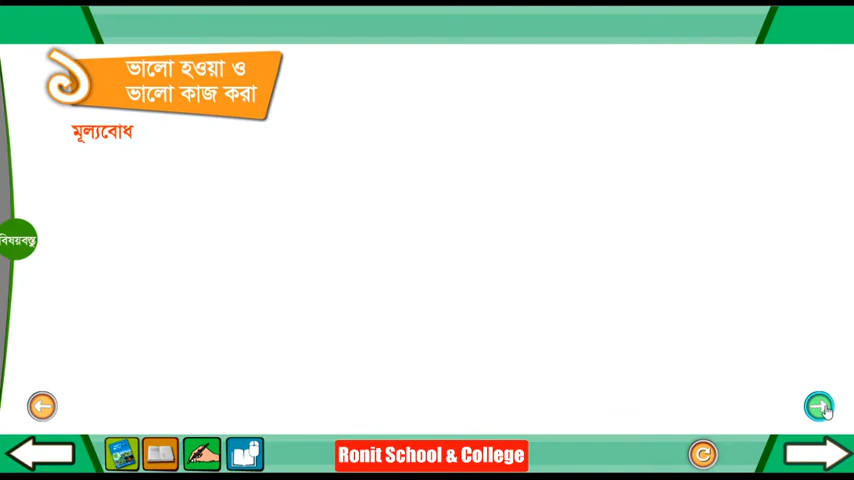 ১
ভালো হওয়া ও
ভালো কাজ করা
মূল্যবোধ
বিষয়বস্তু
Ronit School & College